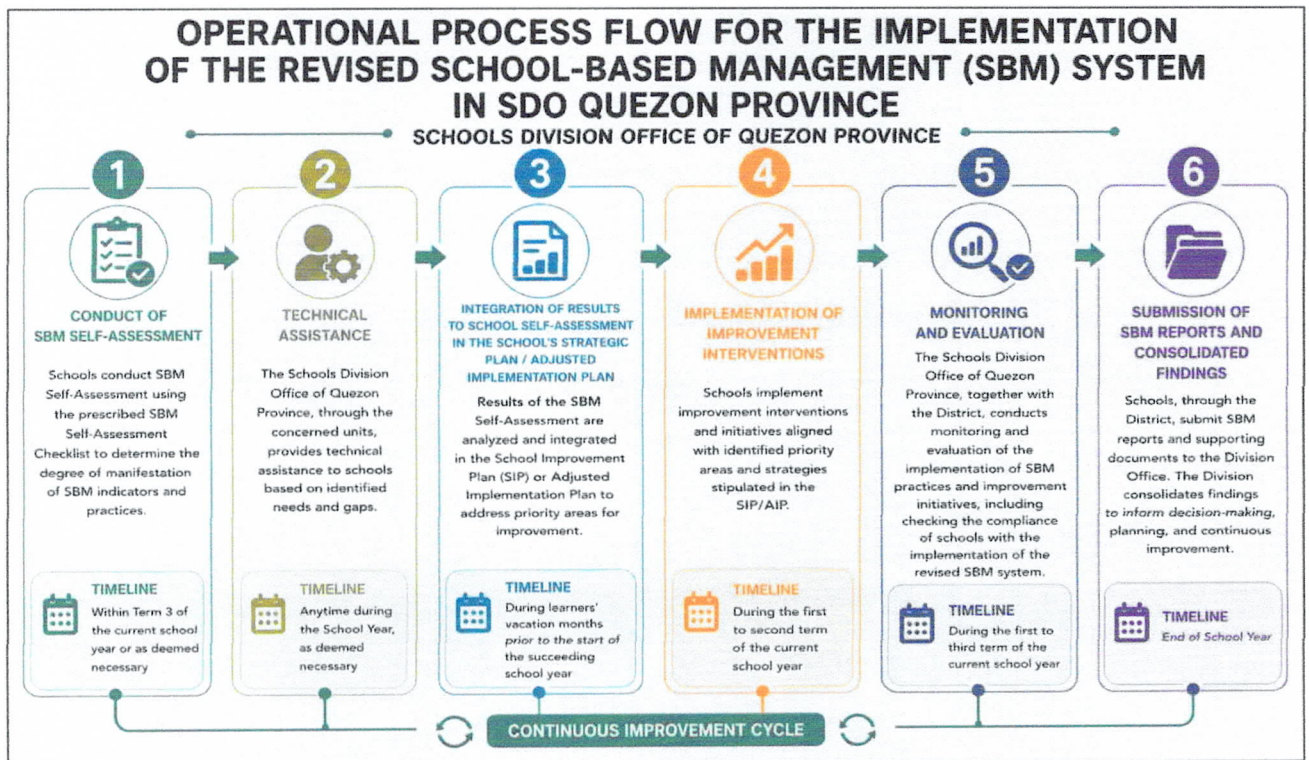 OPERATIONAL PROCESS FLOW FOR THE IMPLEMENTATION
OF THE REVISED SCHOOL-BASED MANAGEMENT (SBM) SYSTEM
IN SDO QUEZON PROVINCE
SCHOOLS DIVISION OFFICE OF QUEZON PROVINCE
1
CONDUCT OF
SBM SELF-ASSESSMENT
Schools conduct SBM
Self-Assessment using
the prescribed SBM
Self-Assessment
Checklist to determine the
degree of manifestation
of SBM indicators and
practices.
TIMELINE
Within Term 3 of
the current school
year or as deemed
necessary
2
TECHNICAL
ASSISTANCE
The Schools Division
Office of Quezon
Province, through the
concerned units,
provides technical
assistance to schools
based on identified
needs and gaps.
TIMELINE
Anytime during
the School Year,
as deemed
necessary
3
INTEGRATION OF RESULTS
TO SCHOOL SELF-ASSESSMENT
IN THE SCHOOL'S STRATEGIC
PLAN / ADJUSTED
IMPLEMENTATION PLAN
Results of the SBM
Self-Assessment are
analyzed and integrated
in the School Improvement
Plan (SIP) or Adjusted
Implementation Plan to
address priority areas for
improvement.
TIMELINE
During learners'
vacation months
prior to the start of
the succeeding
school year
4
IMPLEMENTATION OF
IMPROVEMENT
INTERVENTIONS
Schools implement
improvement interventions
and initiatives aligned
with identified priority
areas and strategies
stipulated in the
SIP/AIP.
TIMELINE
During the first
to second term
of the current
school year
5
MONITORING
AND EVALUATION
The Schools Division
Office of Quezon
Province, together with
the District, conducts
monitoring and
evaluation of the
implementation of SBM
practices and improvement
initiatives, including
checking the compliance
of schools with the
implementation of the
revised SBM system.
TIMELINE
During the first to
third term of the
current school year
6
SUBMISSION OF
SBM REPORTS AND
CONSOLIDATED
FINDINGS
Schools, through the
District, submit SBM
reports and supporting
documents to the Division
Office. The Division
consolidates findings
to inform decision-making,
planning, and continuous
improvement.
TIMELINE
End of School Year
CONTINUOUS IMPROVEMENT CYCLE